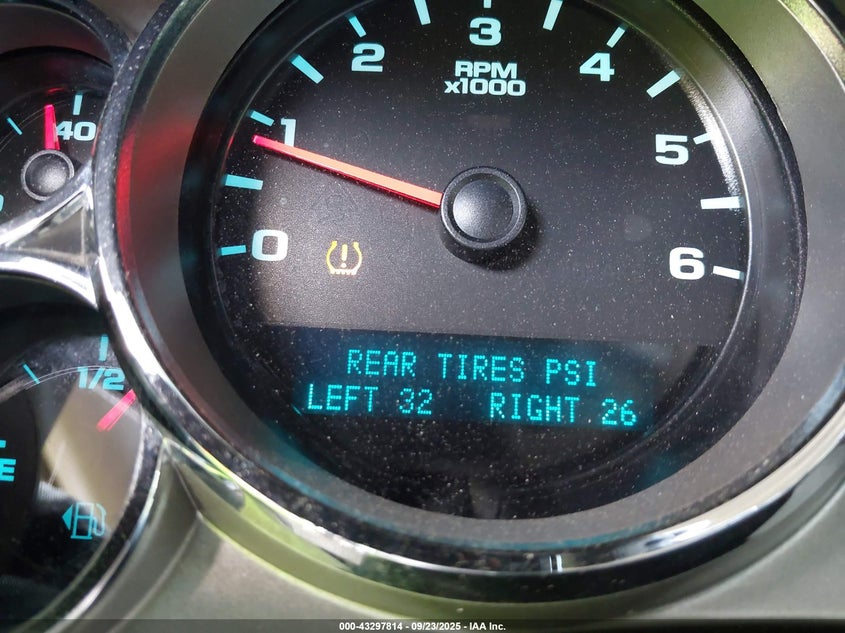 3
2
4
RPM
x1000
40
1
5
0
6
REAR TIRES PSI
1/2
LEFT 32 RIGHT 26
E
000-43297814 - 09/23/2025 - IAA Inc.